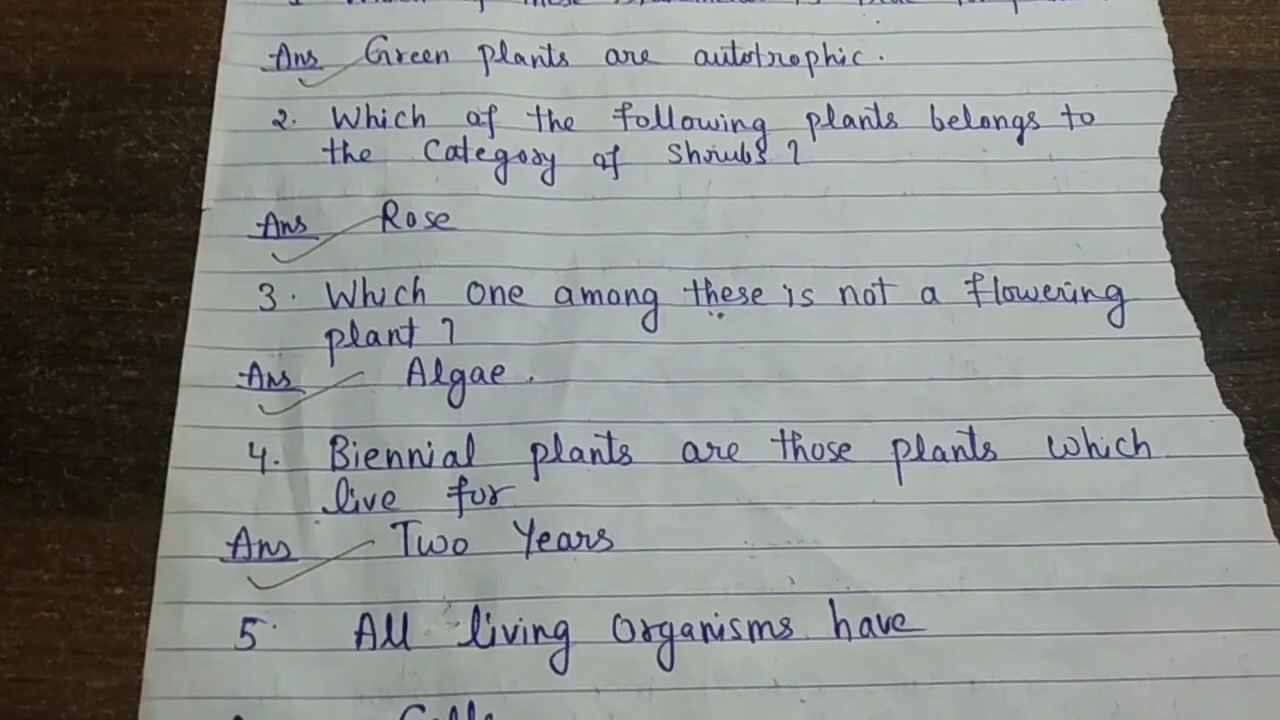 Ans Green plants are autotrophic.
2. Which of the following plants belongs to
the Category of Shrubs ?
Ans Rose
3. Which one among these is not a flowering
plant ?
Ans Algae.
4. Biennial plants are those plants which
live for
Ans Two Years
5. All living Organisms have